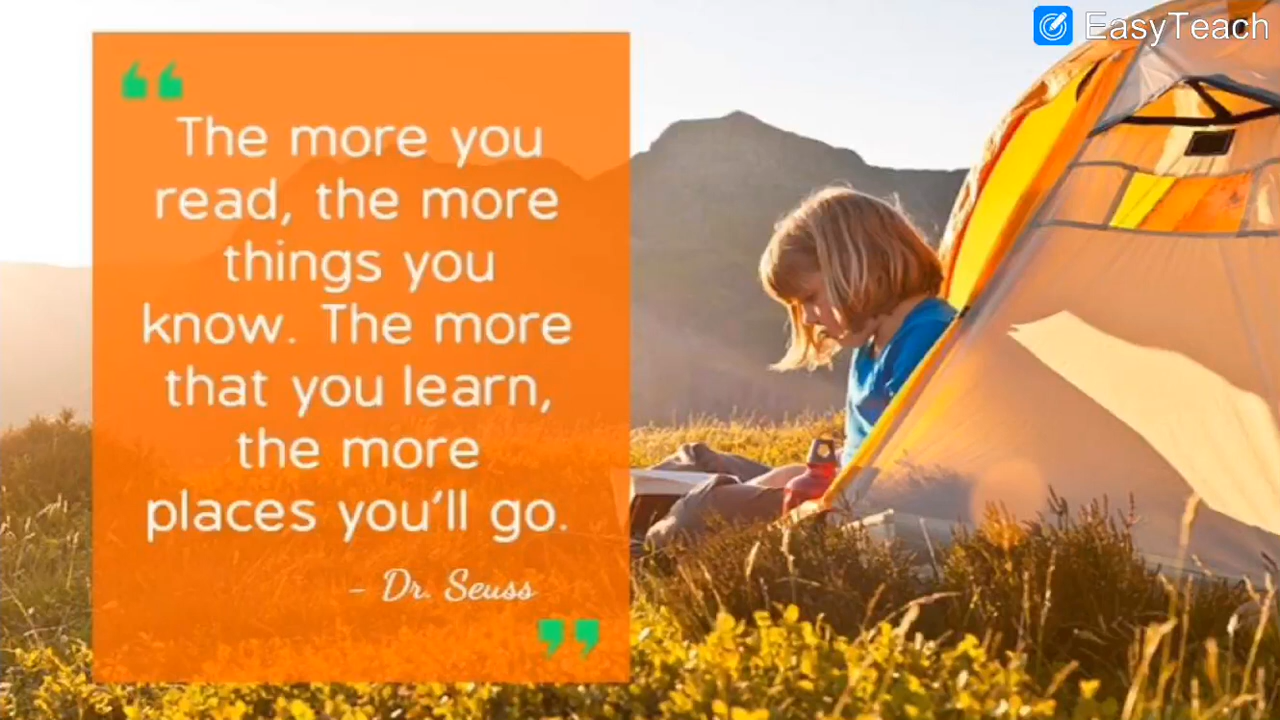 EasyTeach
The more you
read, the more
things you
know. The more
that you learn,
the more
places you'll go.
- Dr. Seuss